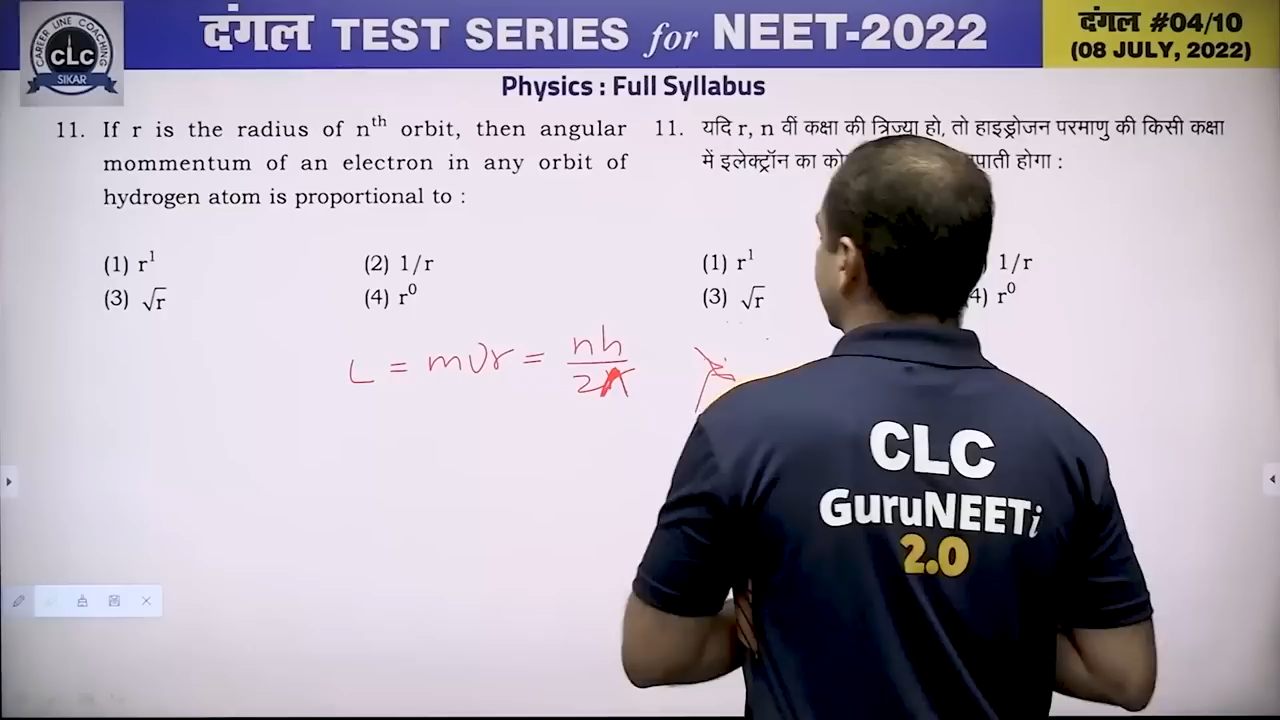 CAREER LINE COACHING
CLC
SIKAR
दंगल TEST SERIES for NEET-2022
दंगल #04/10
(08 JULY, 2022)
Physics : Full Syllabus
11. If r is the radius of nth orbit, then angular
mommentum of an electron in any orbit of
hydrogen atom is proportional to :
(1) r1
(2) 1/r
(3) √r
(4) r0
11. यदि r, n वीं कक्षा की त्रिज्या हो, तो हाइड्रोजन परमाणु की किसी कक्षा
में इलेक्ट्रॉन का
होगा :
(1) r1
1/r
(3) √r
4) r0
L = mvr = nh/2π
CLC
GuruNEETi
2.0